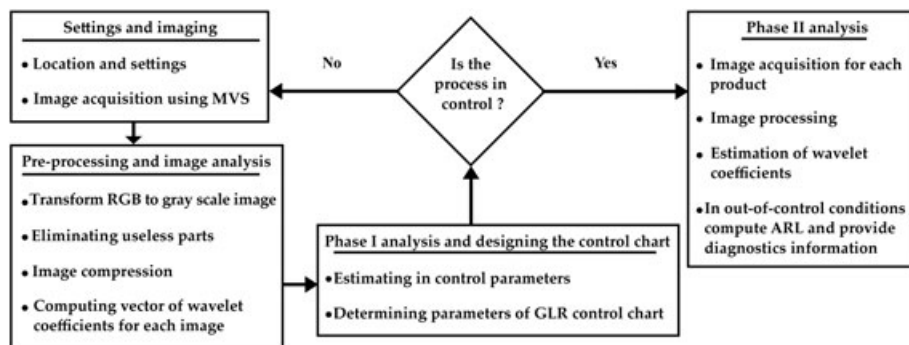 Settings and imaging
• Location and settings
• Image acquisition using MVS
Pre-processing and image analysis
• Transform RGB to gray scale image
• Eliminating useless parts
• Image compression
• Computing vector of wavelet
coefficients for each image
Phase I analysis and designing the control chart
• Estimating in control parameters
• Determining parameters of GLR control chart
Is the
process in
control ?
No
Yes
Phase II analysis
• Image acquisition for each
product
• Image processing
• Estimation of wavelet
coefficients
• In out-of-control conditions
compute ARL and provide
diagnostics information